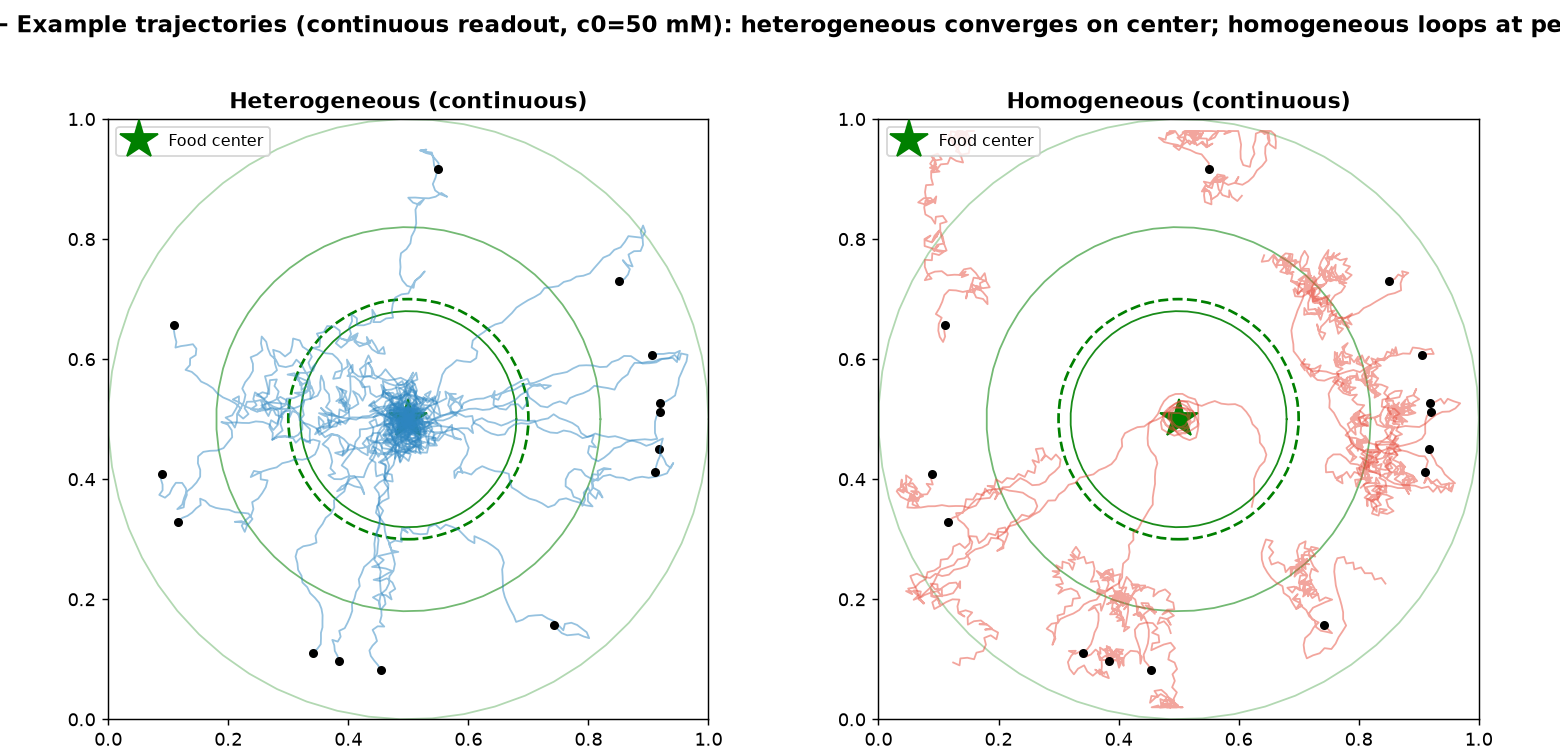 – Example trajectories (continuous readout, c0=50 mM): heterogeneous converges on center; homogeneous loops at pe
Heterogeneous (continuous)
Homogeneous (continuous)
Food center
Food center
1.0
0.8
0.6
0.4
0.2
0.0
0.0 0.2 0.4 0.6 0.8 1.0
1.0
0.8
0.6
0.4
0.2
0.0
0.0 0.2 0.4 0.6 0.8 1.0